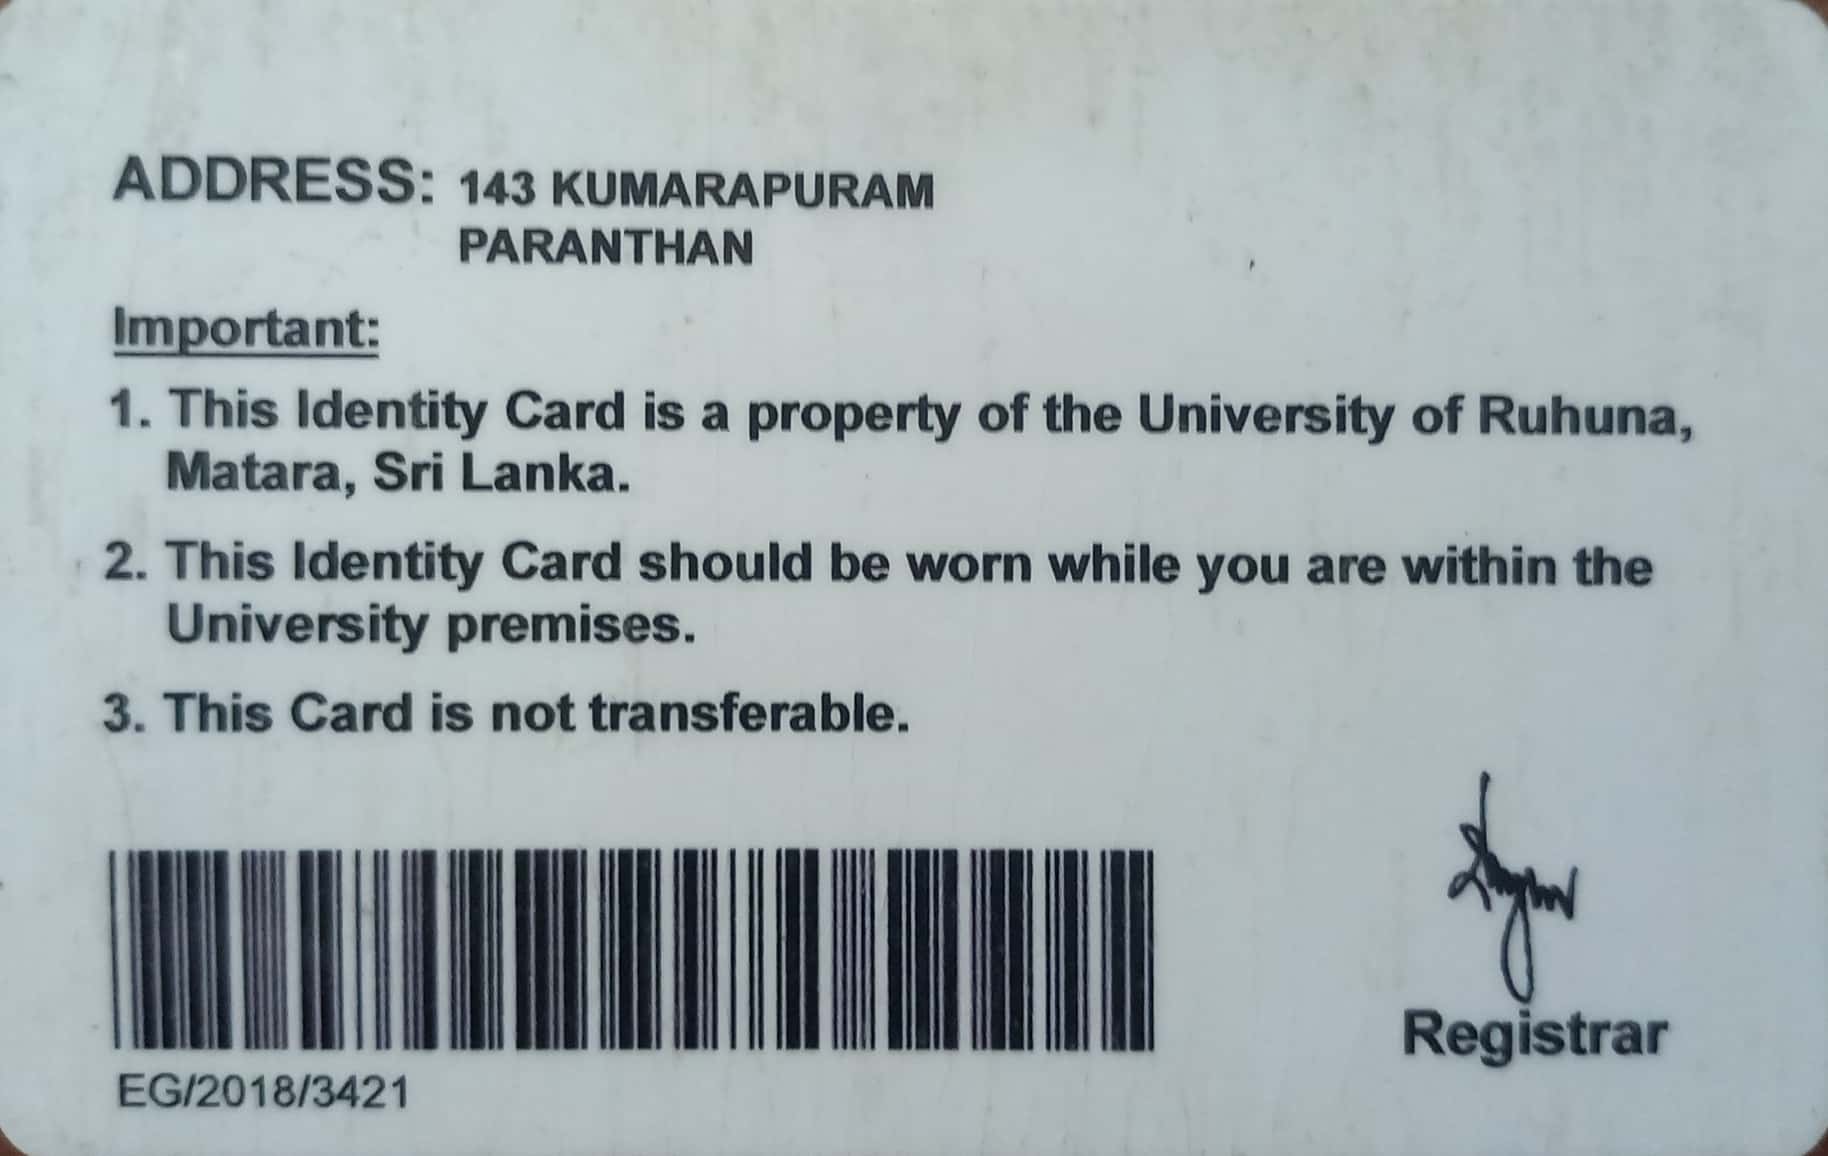 ADDRESS: 143 KUMARAPURAM
PARANTHAN
Important:
1. This Identity Card is a property of the University of Ruhuna,
Matara, Sri Lanka.
2. This Identity Card should be worn while you are within the
University premises.
3. This Card is not transferable.
Registrar
EG/2018/3421